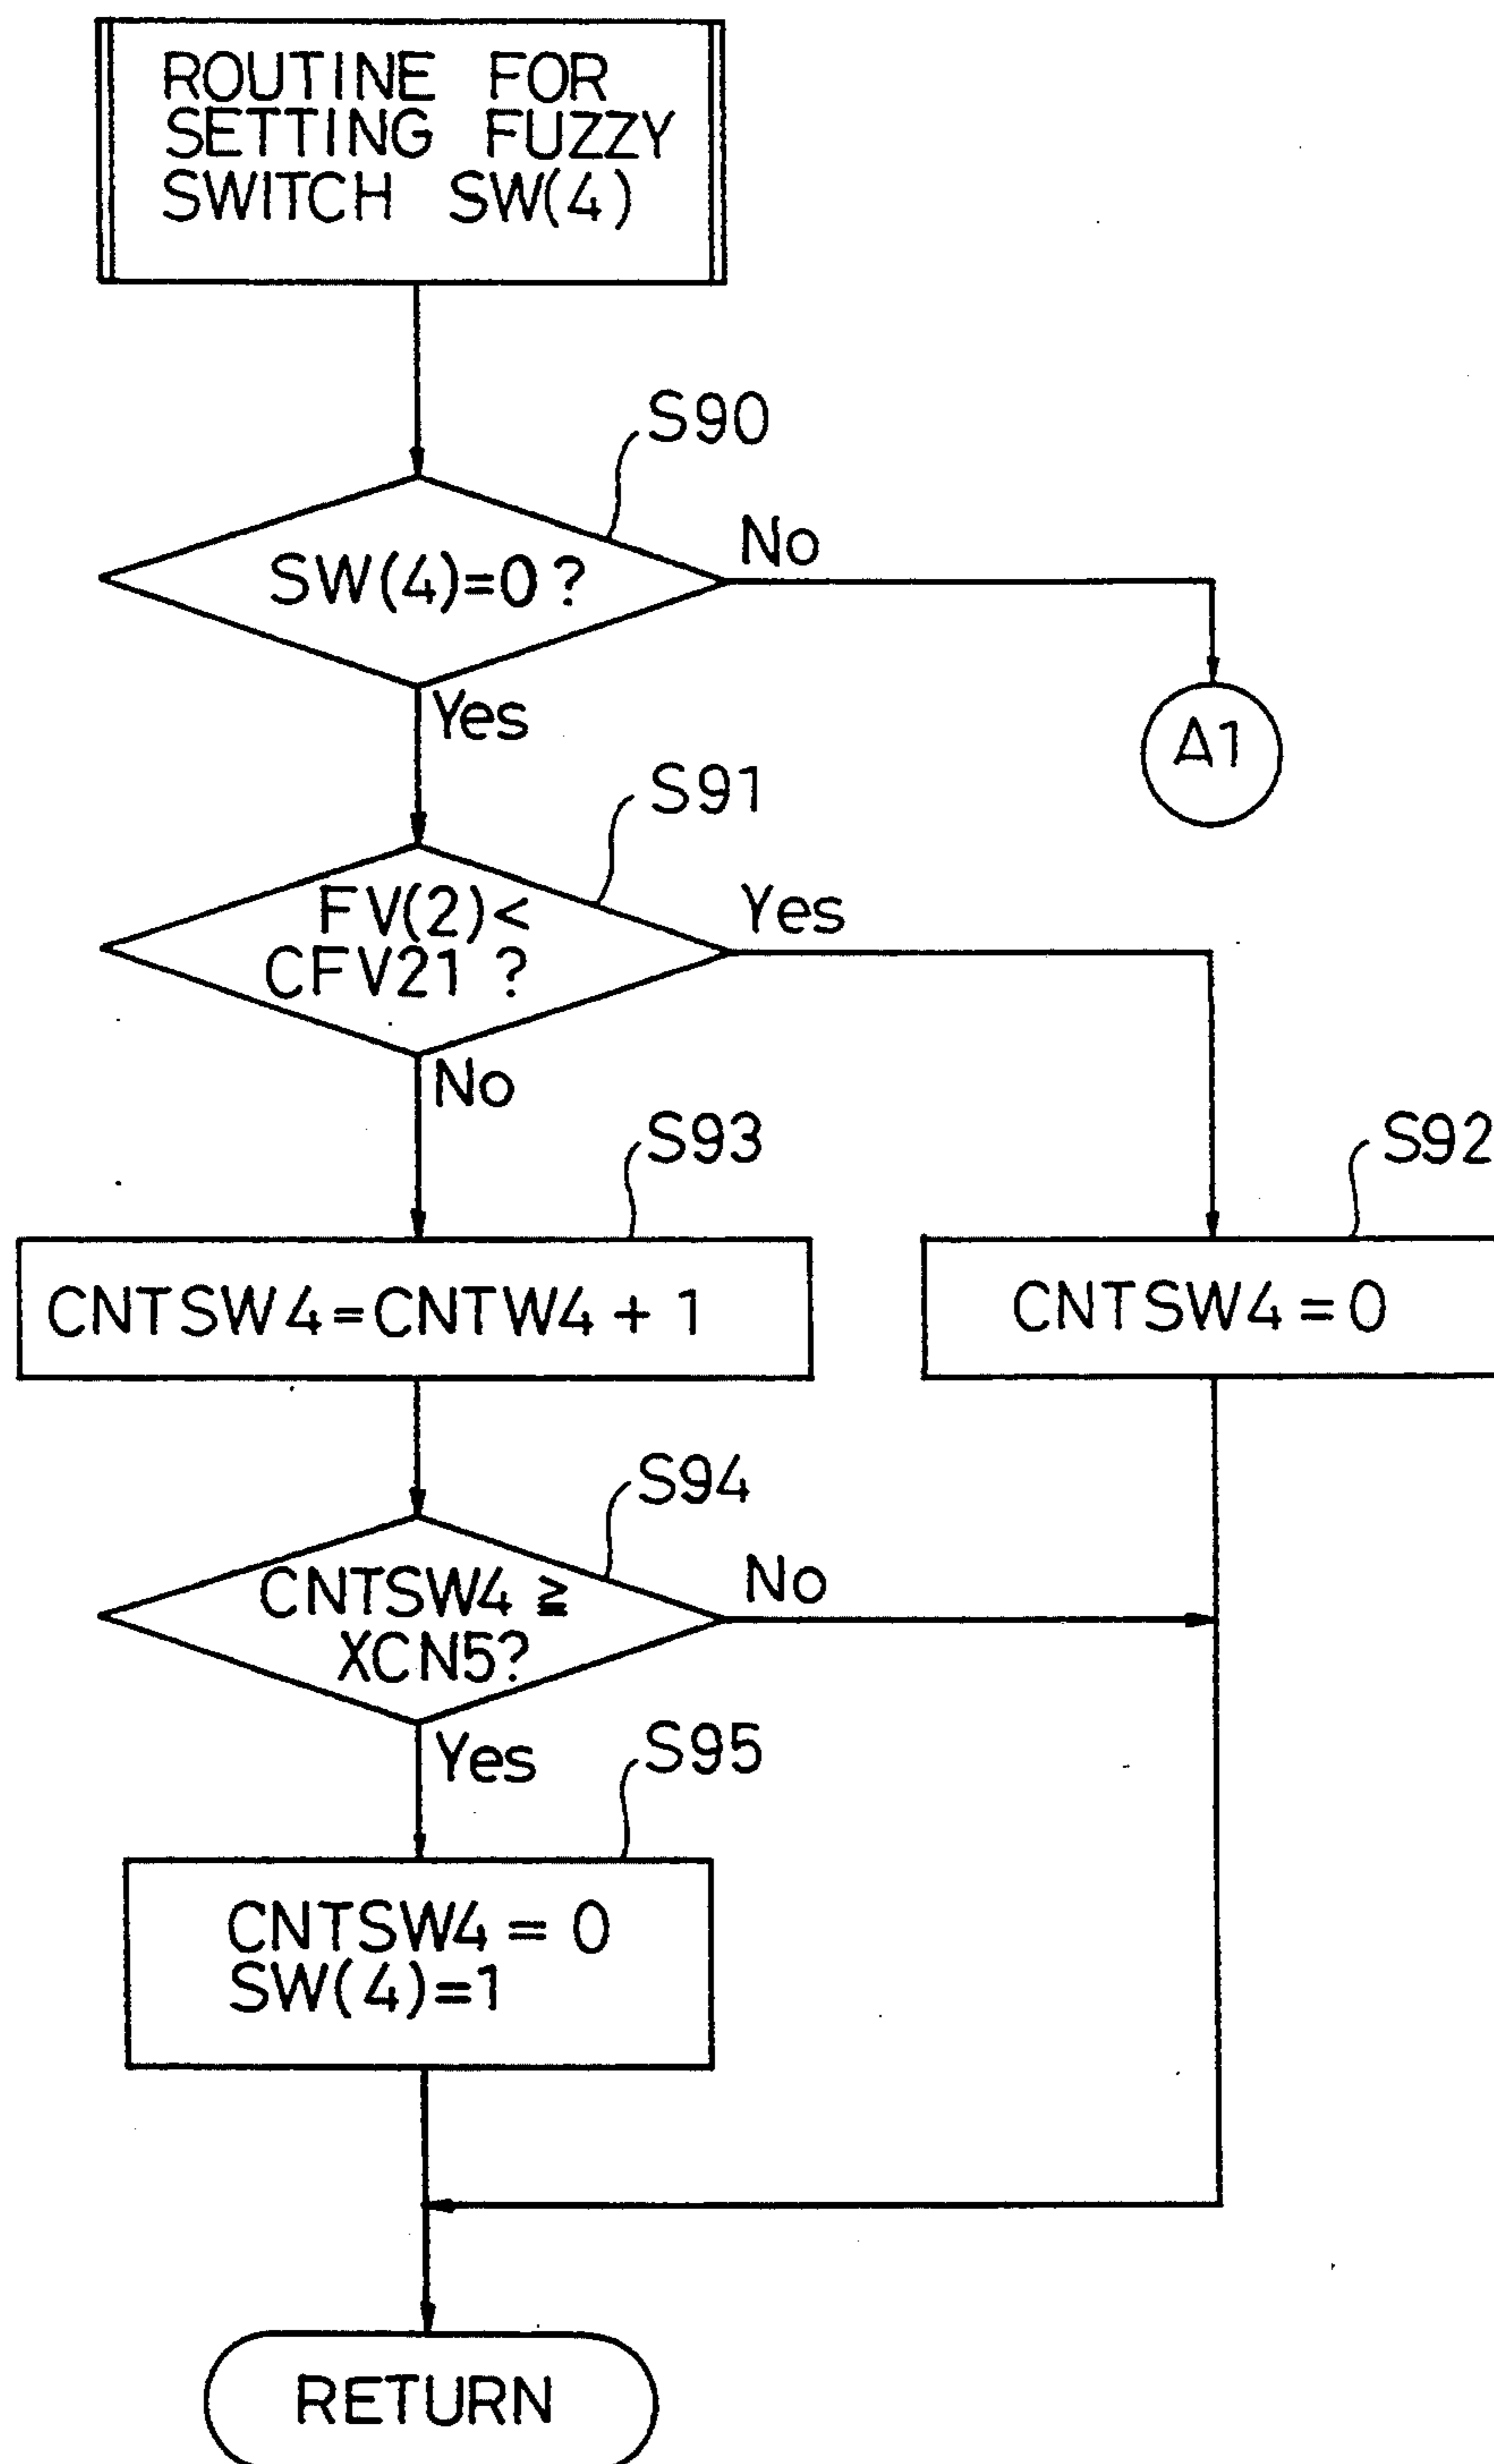 ROUTINE FOR
SETTING FUZZY
SWITCH SW(4)
S90
SW(4)=0?
No
Yes
A1
S91
FV(2)<
CFV21?
Yes
No
S93
S92
CNTSW4=CNTW4+1
CNTSW4=0
S94
CNTSW4≧
XCN5?
No
Yes
S95
CNTSW4=0
SW(4)=1
RETURN